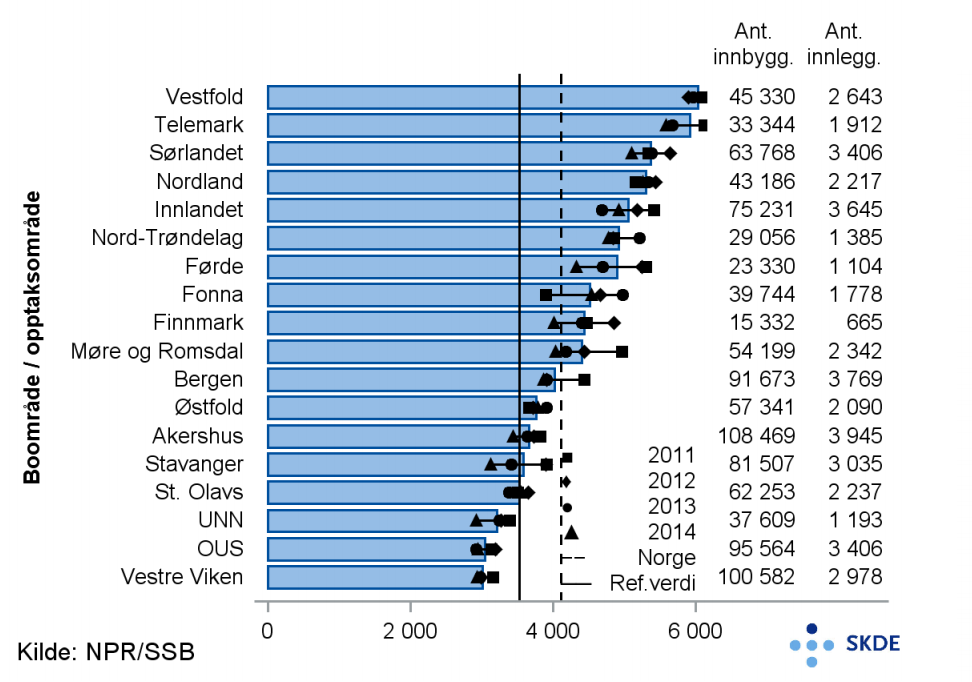 Ant. Ant.
innbygg. innlegg.
Vestfold 45 330 2 643
Telemark 33 344 1 912
Sørlandet 63 768 3 406
Nordland 43 186 2 217
Innlandet 75 231 3 645
Nord-Trøndelag 29 056 1 385
Førde 23 330 1 104
Fonna 39 744 1 778
Finnmark 15 332 665
Møre og Romsdal 54 199 2 342
Bergen 91 673 3 769
Østfold 57 341 2 090
Akershus 108 469 3 945
Stavanger 81 507 3 035
St. Olavs 62 253 2 237
UNN 37 609 1 193
OUS 95 564 3 406
Vestre Viken 100 582 2 978
Boområde / opptaksområde
2011
2012
2013
2014
Norge
Ref.verdi
0 2 000 4 000 6 000
Kilde: NPR/SSB
SKDE